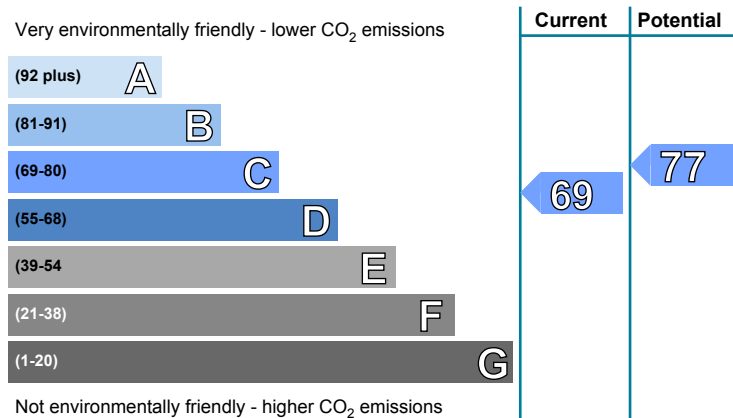 Current Potential
Very environmentally friendly - lower CO₂ emissions
(92 plus) A
(81-91) B
(69-80) C
77
69
(55-68) D
(39-54 E
(21-38) F
(1-20) G
Not environmentally friendly - higher CO₂ emissions